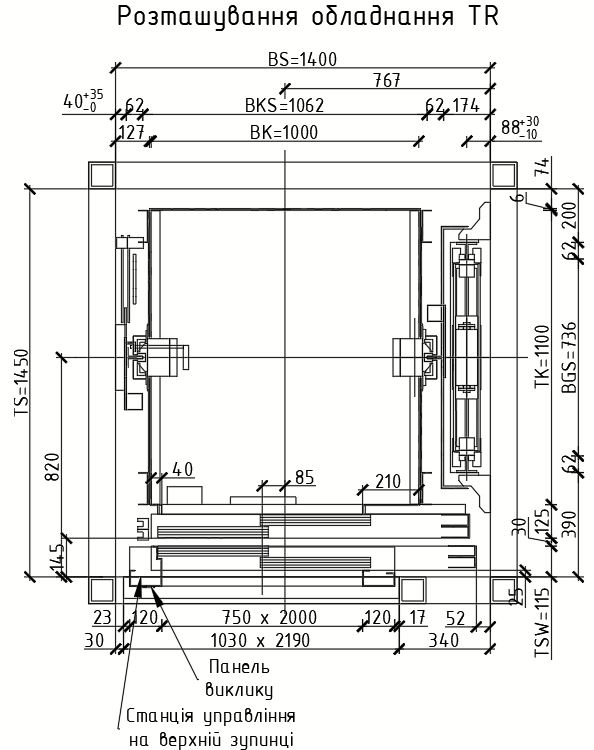 Розташування обладнання TR
BS=1400
767
40 +35 -0
62
BKS=1062
62
174
127
BK=1000
88 +30 -10
74
6
200
62
TS=1450
TK=1100
BGS=736
820
62
40
85
210
30
125
390
145
25
TSW=115
23
120
750 x 2000
120
17
52
30
1030 x 2190
340
Панель
виклику
Станція управління
на верхній зупинці